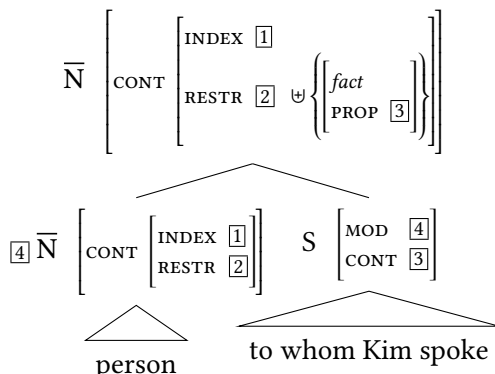 N̅ [CONT [INDEX 1
RESTR 2 ⊎ {[fact
PROP 3]}]]
4 N̅ [CONT [INDEX 1
RESTR 2]]
S [MOD 4
CONT 3]
person
to whom Kim spoke